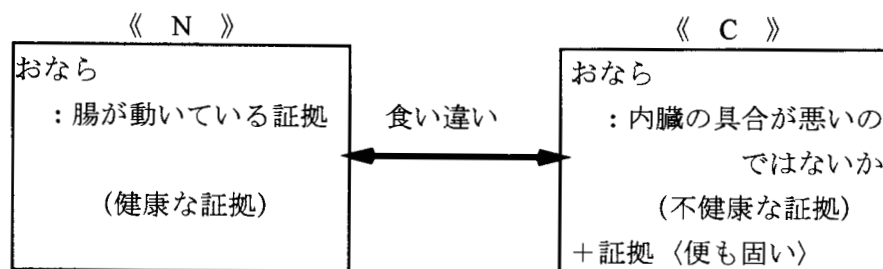 《 N 》
おなら
：腸が動いている証拠
(健康な証拠)
食い違い
《 C 》
おなら
：内臓の具合が悪いの
ではないか
(不健康な証拠)
＋証拠〈便も固い〉